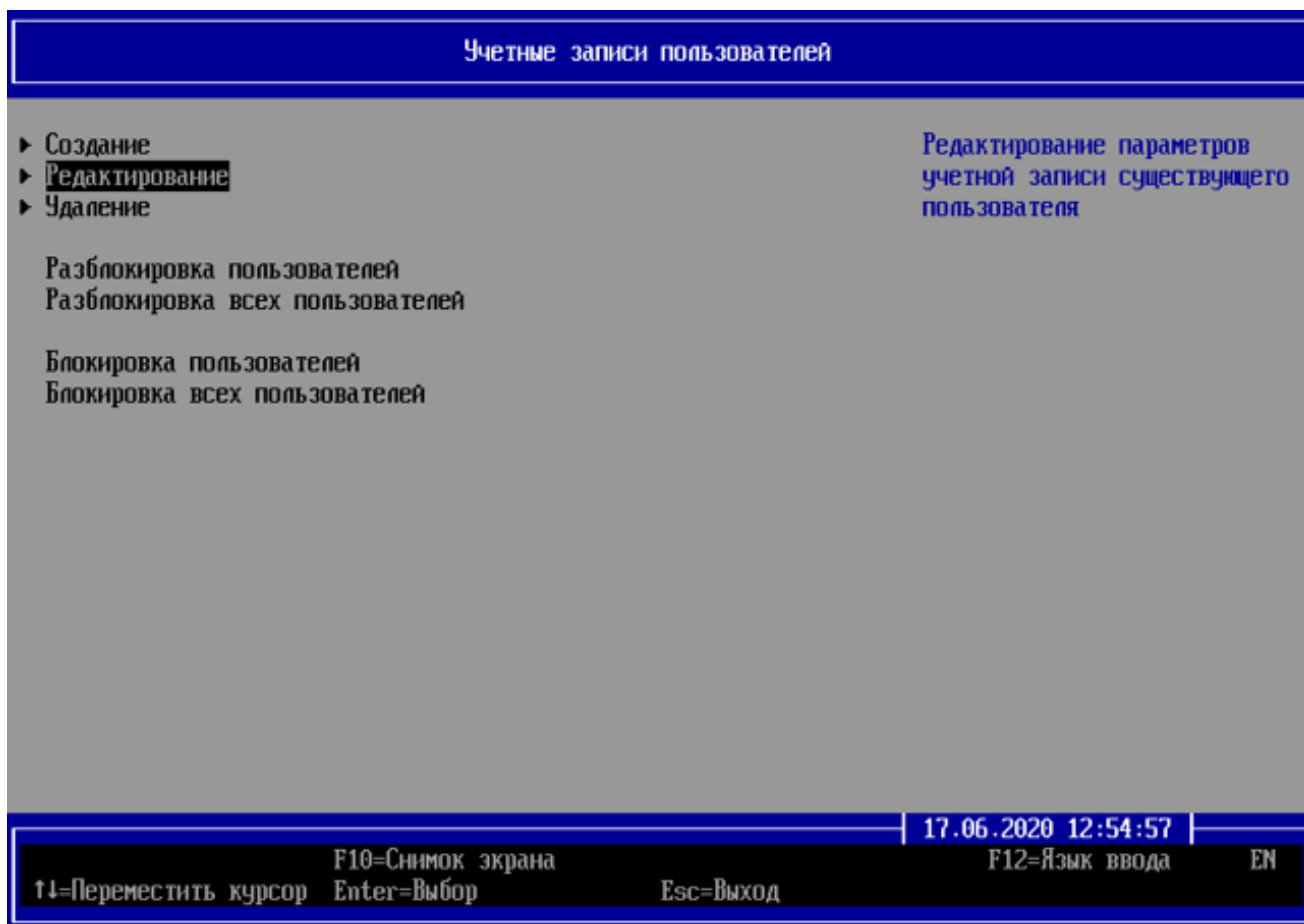 Учетные записи пользователей
Создание
Редактирование
Удаление
Разблокировка пользователей
Разблокировка всех пользователей
Блокировка пользователей
Блокировка всех пользователей
Редактирование параметров
учетной записи существующего
пользователя
17.06.2020 12:54:57
F10=Снимок экрана F12=Язык ввода EN
↑↓=Переместить курсор Enter=Выбор Esc=Выход